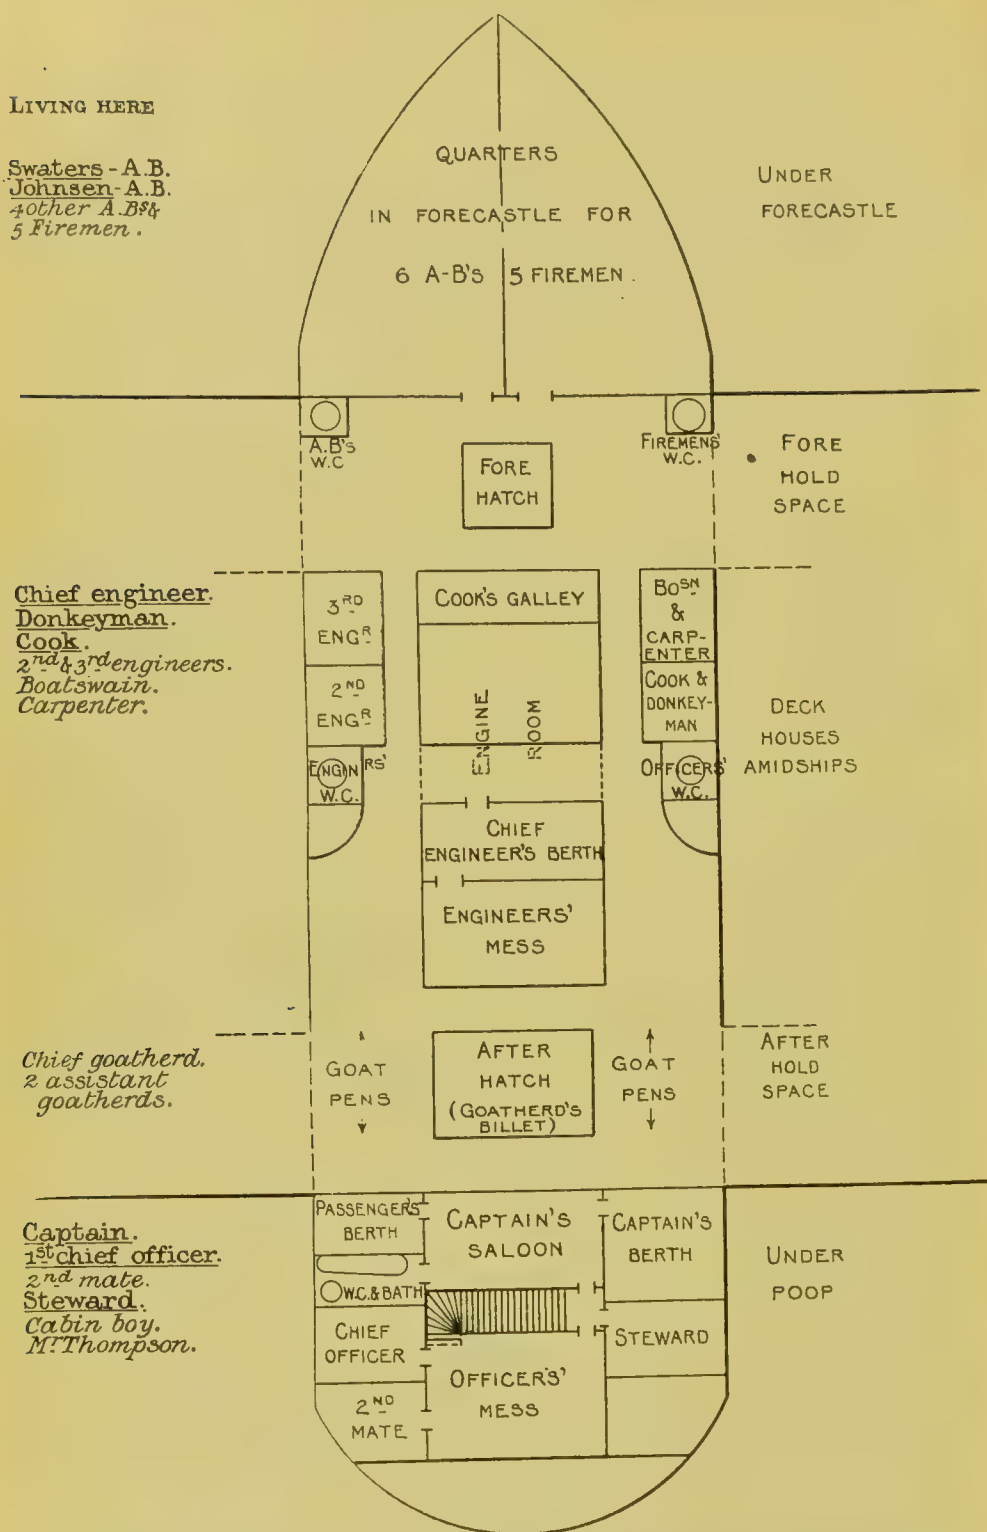 LIVING HERE
Swaters - A.B.
Johnsen - A.B.
4 other A.Bs &
5 Firemen.
QUARTERS
IN FORECASTLE FOR
6 A-B's 5 FIREMEN.
UNDER
FORECASTLE
A.B's
W.C
FIREMENS'
W.C.
FORE
HATCH
FORE
HOLD
SPACE
Chief engineer.
Donkeyman.
Cook.
2nd & 3rd engineers.
Boatswain.
Carpenter.
3RD
ENGR
2ND
ENGR
ENGINRS'
W.C.
COOK'S GALLEY
ENGINE
ROOM
CHIEF
ENGINEER'S BERTH
ENGINEERS'
MESS
BOSN
&
CARP-
ENTER
COOK &
DONKEY-
MAN
OFFICERS'
W.C.
DECK
HOUSES
AMIDSHIPS
Chief goatherd.
2 assistant
goatherds.
GOAT
PENS
AFTER
HATCH
(GOATHERD'S
BILLET)
GOAT
PENS
AFTER
HOLD
SPACE
Captain.
1st chief officer.
2nd mate.
Steward.
Cabin boy.
Mr Thompson.
PASSENGER'S
BERTH
W.C. & BATH
CHIEF
OFFICER
2ND
MATE
CAPTAIN'S
SALOON
OFFICER'S'
MESS
CAPTAIN'S
BERTH
STEWARD
UNDER
POOP